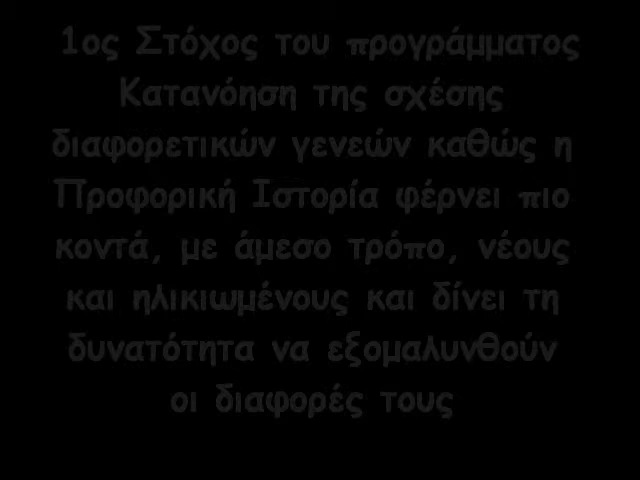 1ος Στόχος του προγράμματος
Κατανόηση της σχέσης
διαφορετικών γενεών καθώς η
Προφορική Ιστορία φέρνει πιο
κοντά, με άμεσο τρόπο, νέους
και ηλικιωμένους και δίνει τη
δυνατότητα να εξομαλυνθούν
οι διαφορές τους